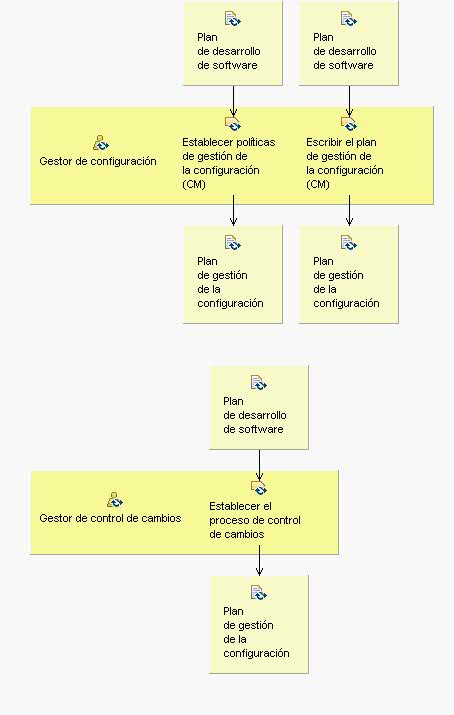 Plan
de desarrollo
de software
Plan
de desarrollo
de software
Gestor de configuración
Establecer políticas
de gestión de
la configuración
(CM)
Escribir el plan
de gestión de
la configuración
(CM)
Plan
de gestión
de la
configuración
Plan
de gestión
de la
configuración
Plan
de desarrollo
de software
Gestor de control de cambios
Establecer el
proceso de control
de cambios
Plan
de gestión
de la
configuración